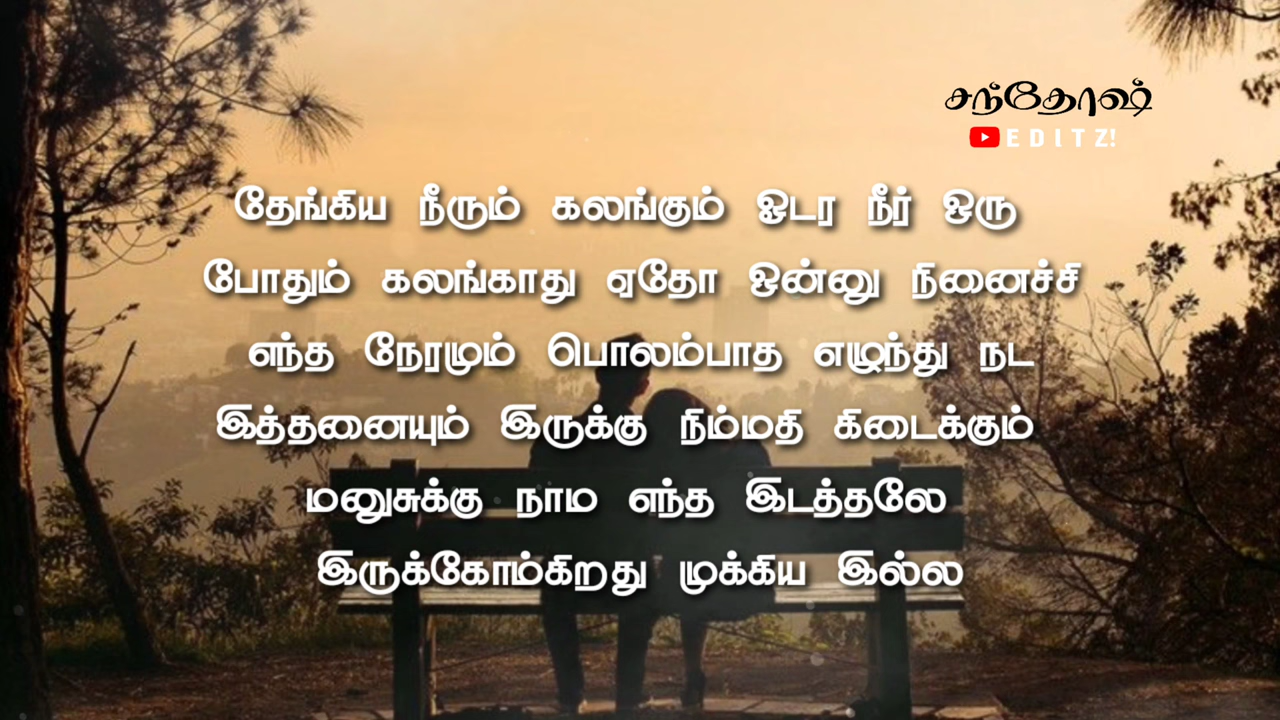 சந்தோஷ்
EDITZ!
தேங்கிய நீரும் கலங்கும் ஓடர நீர் ஒரு
போதும் கலங்காது ஏதோ ஒன்னு நினைச்சி
எந்த நேரமும் பொலம்பாத எழுந்து நட
இத்தனையும் இருக்கு நிம்மதி கிடைக்கும்
மனுசுக்கு நாம எந்த இடத்தலே
இருக்கோம்கிறது முக்கிய இல்ல